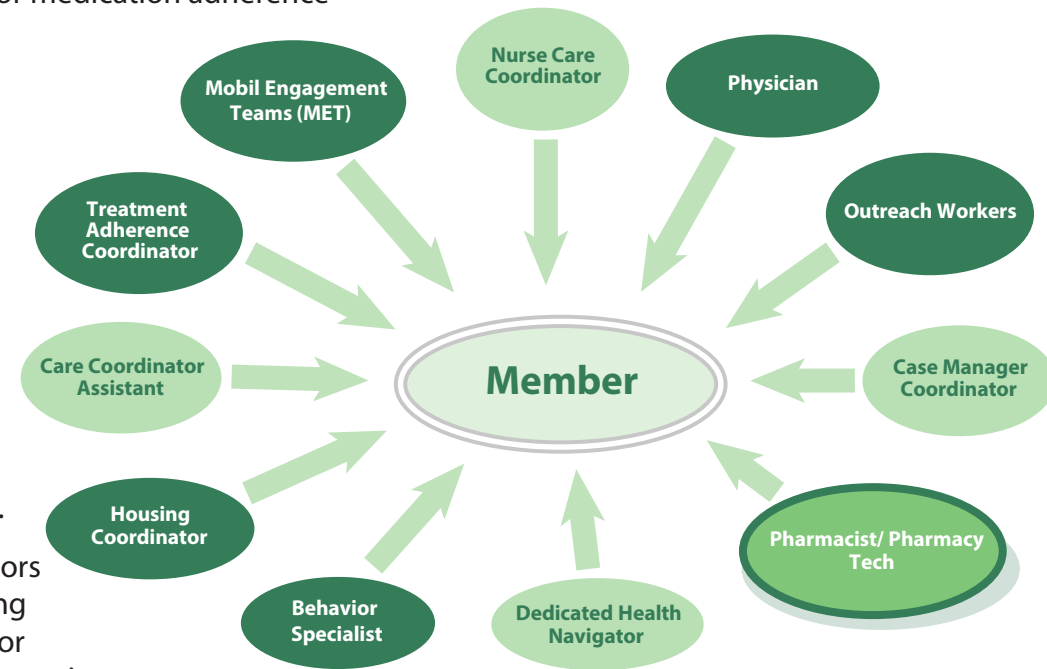 or medication adherence
Nurse Care
Coordinator
Physician
Mobil Engagement
Teams (MET)
Outreach Workers
Treatment
Adherence
Coordinator
Care Coordinator
Assistant
Member
Case Manager
Coordinator
Housing
Coordinator
Pharmacist/ Pharmacy
Tech
Behavior
Specialist
Dedicated Health
Navigator
.
ors
ng
or